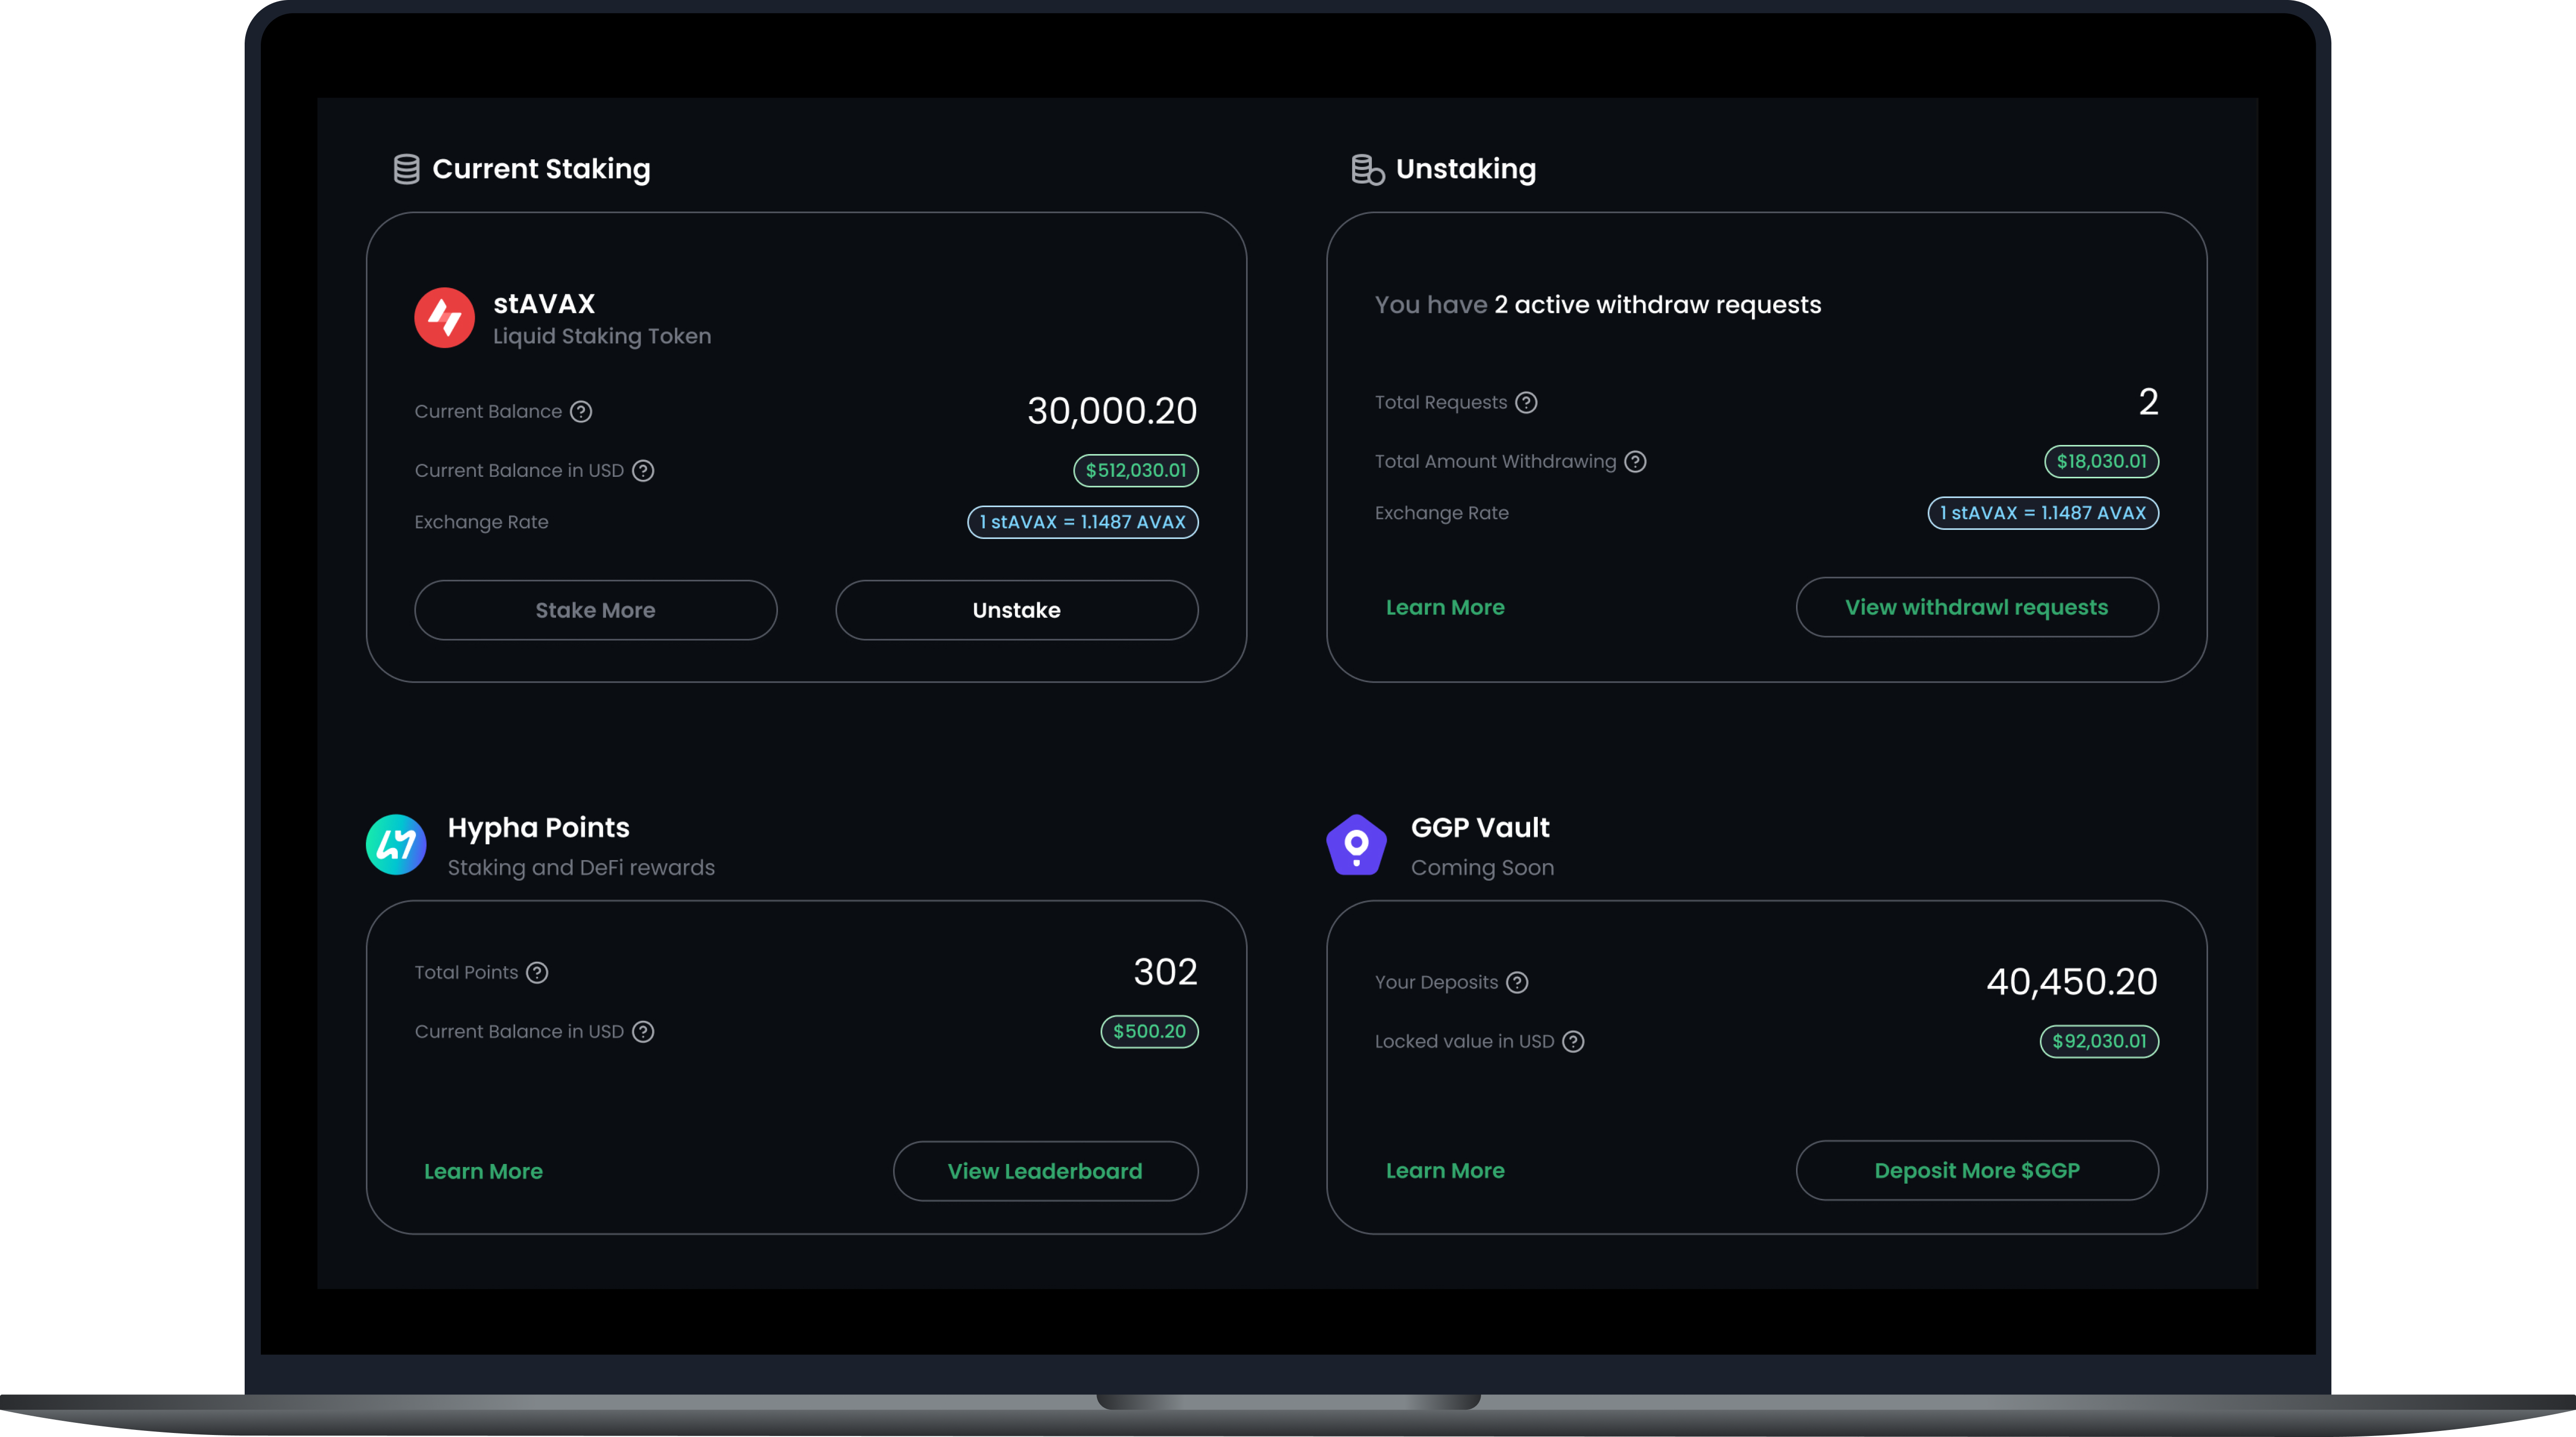 Current Staking
stAVAX
Liquid Staking Token
Current Balance
30,000.20
Current Balance in USD
$512,030.01
Exchange Rate
1 stAVAX = 1.1487 AVAX
Stake More
Unstake
Unstaking
You have 2 active withdraw requests
Total Requests
2
Total Amount Withdrawing
$18,030.01
Exchange Rate
1 stAVAX = 1.1487 AVAX
Learn More
View withdrawl requests
Hypha Points
Staking and DeFi rewards
Total Points
302
Current Balance in USD
$500.20
Learn More
View Leaderboard
GGP Vault
Coming Soon
Your Deposits
40,450.20
Locked value in USD
$92,030.01
Learn More
Deposit More $GGP